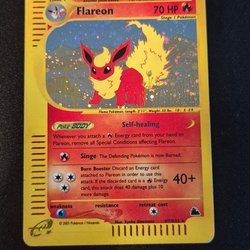 Flareon
70 HP
Stage 1 Pokémon
Poké-BODY
Self-healing
Whenever you attach a Energy card from your hand to
Flareon, remove all Special Conditions affecting Flareon.
Singe The Defending Pokémon is now Burned.
Burn Booster Discard an Energy card
attached to Flareon in order to use this
attack. If the discarded card is a Energy
card, this attack does 40 damage plus 10
more damage.
40+
weakness
resistance
retreat cost